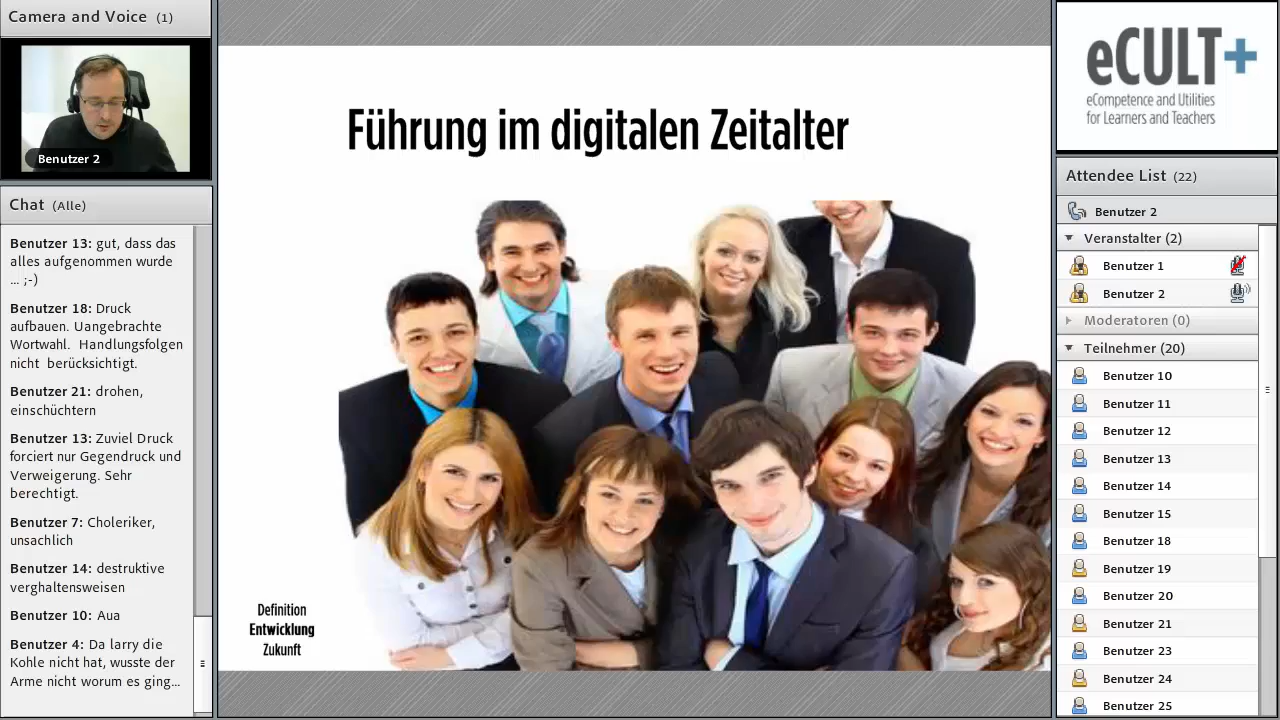 Camera and Voice (1)
Benutzer 2
Chat (Alle)
Benutzer 13: gut, dass das
alles aufgenommen wurde
... ;-)
Benutzer 18: Druck
aufbauen. Uangebrachte
Wortwahl. Handlungsfolgen
nicht berücksichtigt.
Benutzer 21: drohen,
einschüchtern
Benutzer 13: Zuviel Druck
forciert nur Gegendruck und
Verweigerung. Sehr
berechtigt.
Benutzer 7: Choleriker,
unsachlich
Benutzer 14: destruktive
verghaltensweisen
Benutzer 10: Aua
Benutzer 4: Da larry die
Kohle nicht hat, wusste der
Arme nicht worum es ging...
Führung im digitalen Zeitalter
Definition
Entwicklung
Zukunft
eCULT+
eCompetence and Utilities
for Learners and Teachers
Attendee List (22)
Benutzer 2
Veranstalter (2)
Benutzer 1
Benutzer 2
Moderatoren (0)
Teilnehmer (20)
Benutzer 10
Benutzer 11
Benutzer 12
Benutzer 13
Benutzer 14
Benutzer 15
Benutzer 18
Benutzer 19
Benutzer 20
Benutzer 21
Benutzer 23
Benutzer 24
Benutzer 25